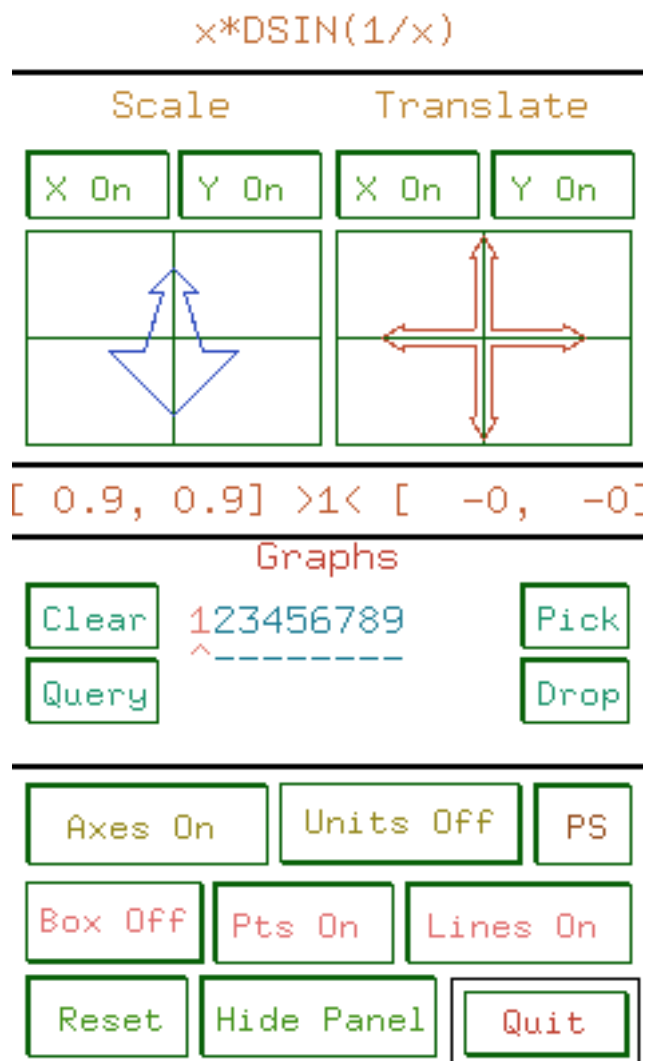 x*DSIN(1/x)
Scale Translate
X On Y On X On Y On
[ 0.9, 0.9] >1< [ -0, -0]
Graphs
Clear 123456789 Pick
^________
Query Drop
Axes On Units Off PS
Box Off Pts On Lines On
Reset Hide Panel Quit